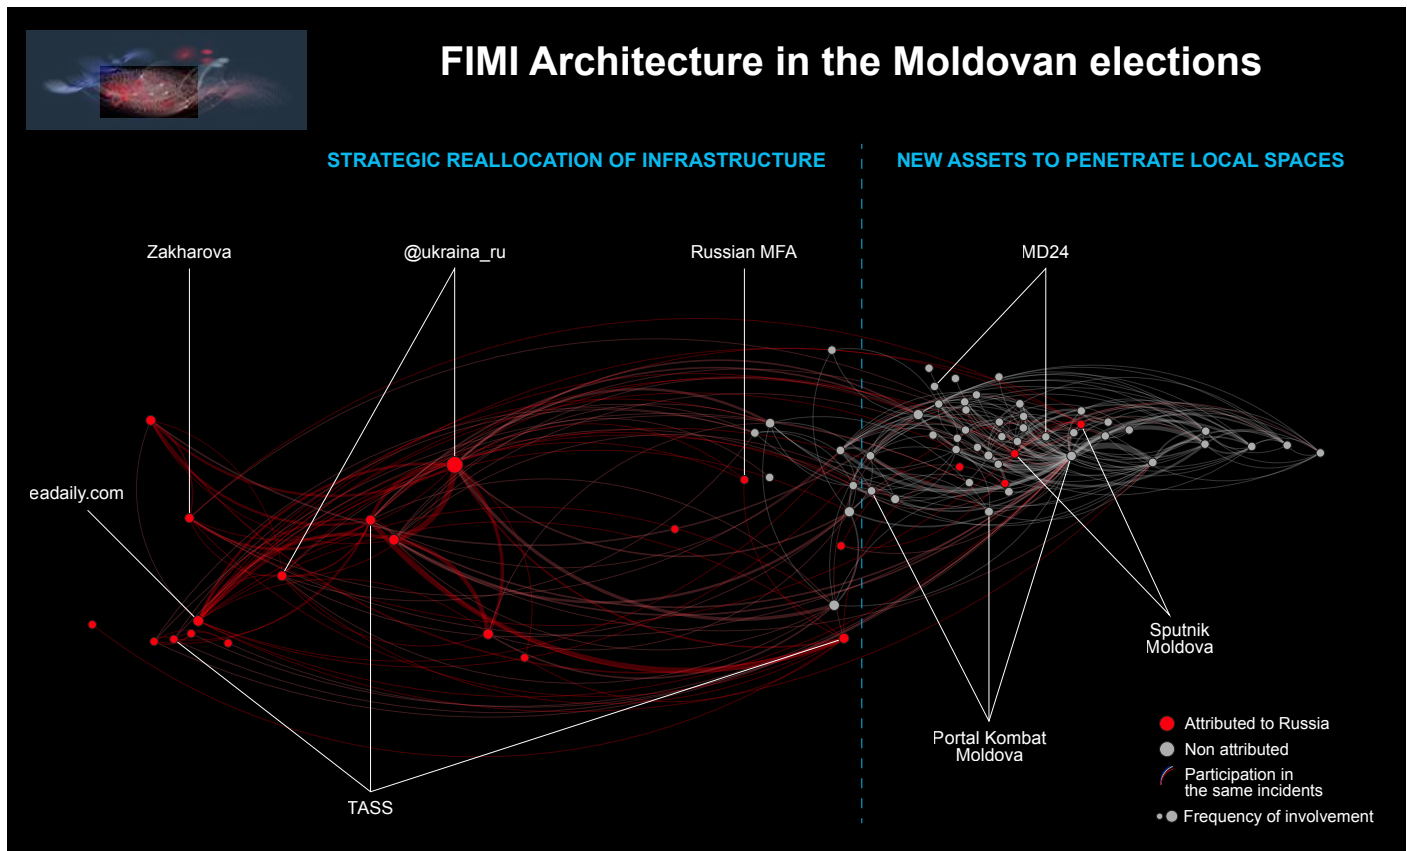 FIMI Architecture in the Moldovan elections
STRATEGIC REALLOCATION OF INFRASTRUCTURE
NEW ASSETS TO PENETRATE LOCAL SPACES
Zakharova
@ukraina_ru
Russian MFA
MD24
eadaily.com
Sputnik
Moldova
Portal Kombat
Moldova
TASS
Attributed to Russia
Non attributed
Participation in
the same incidents
Frequency of involvement